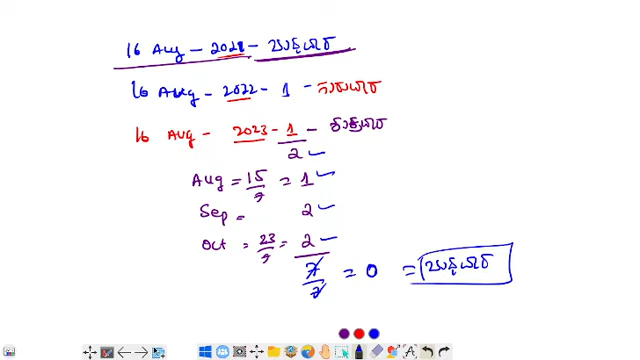 16 Aug - 2021 -
16 Aug - 2022 - 1 -
16 Aug - 2023 - 1 -
2
Aug = 15/7 = 1
Sep = 2
Oct = 23/7 = 2
7/7 = 0 =